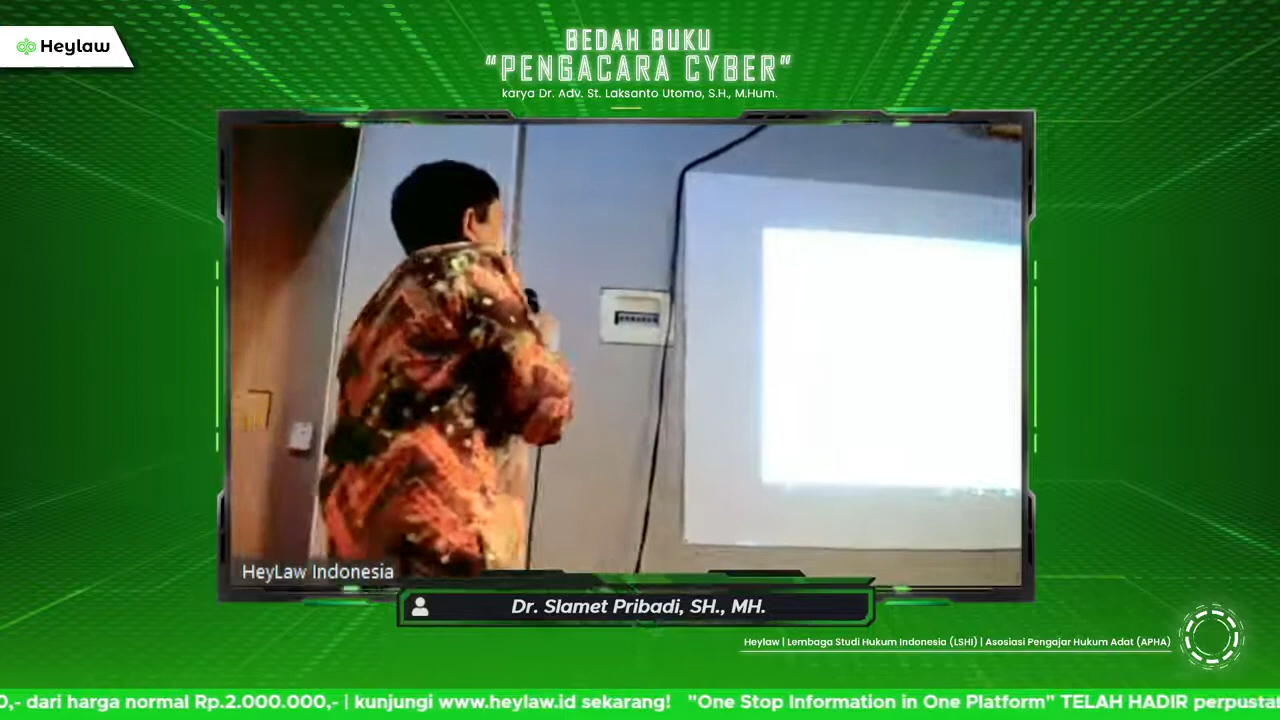 Heylaw
BEDAH BUKU
"PENGACARA CYBER"
karya Dr. Adv. St. Laksanto Utomo, S.H., M.Hum.
HeyLaw Indonesia
Dr. Slamet Pribadi, SH., MH.
Heylaw | Lembaga Studi Hukum Indonesia (LSHI) | Asosiasi Pengajar Hukum Adat (APHA)
0,- dari harga normal Rp.2.000.000,- | kunjungi www.heylaw.id sekarang! "One Stop Information in One Platform" TELAH HADIR perpusta